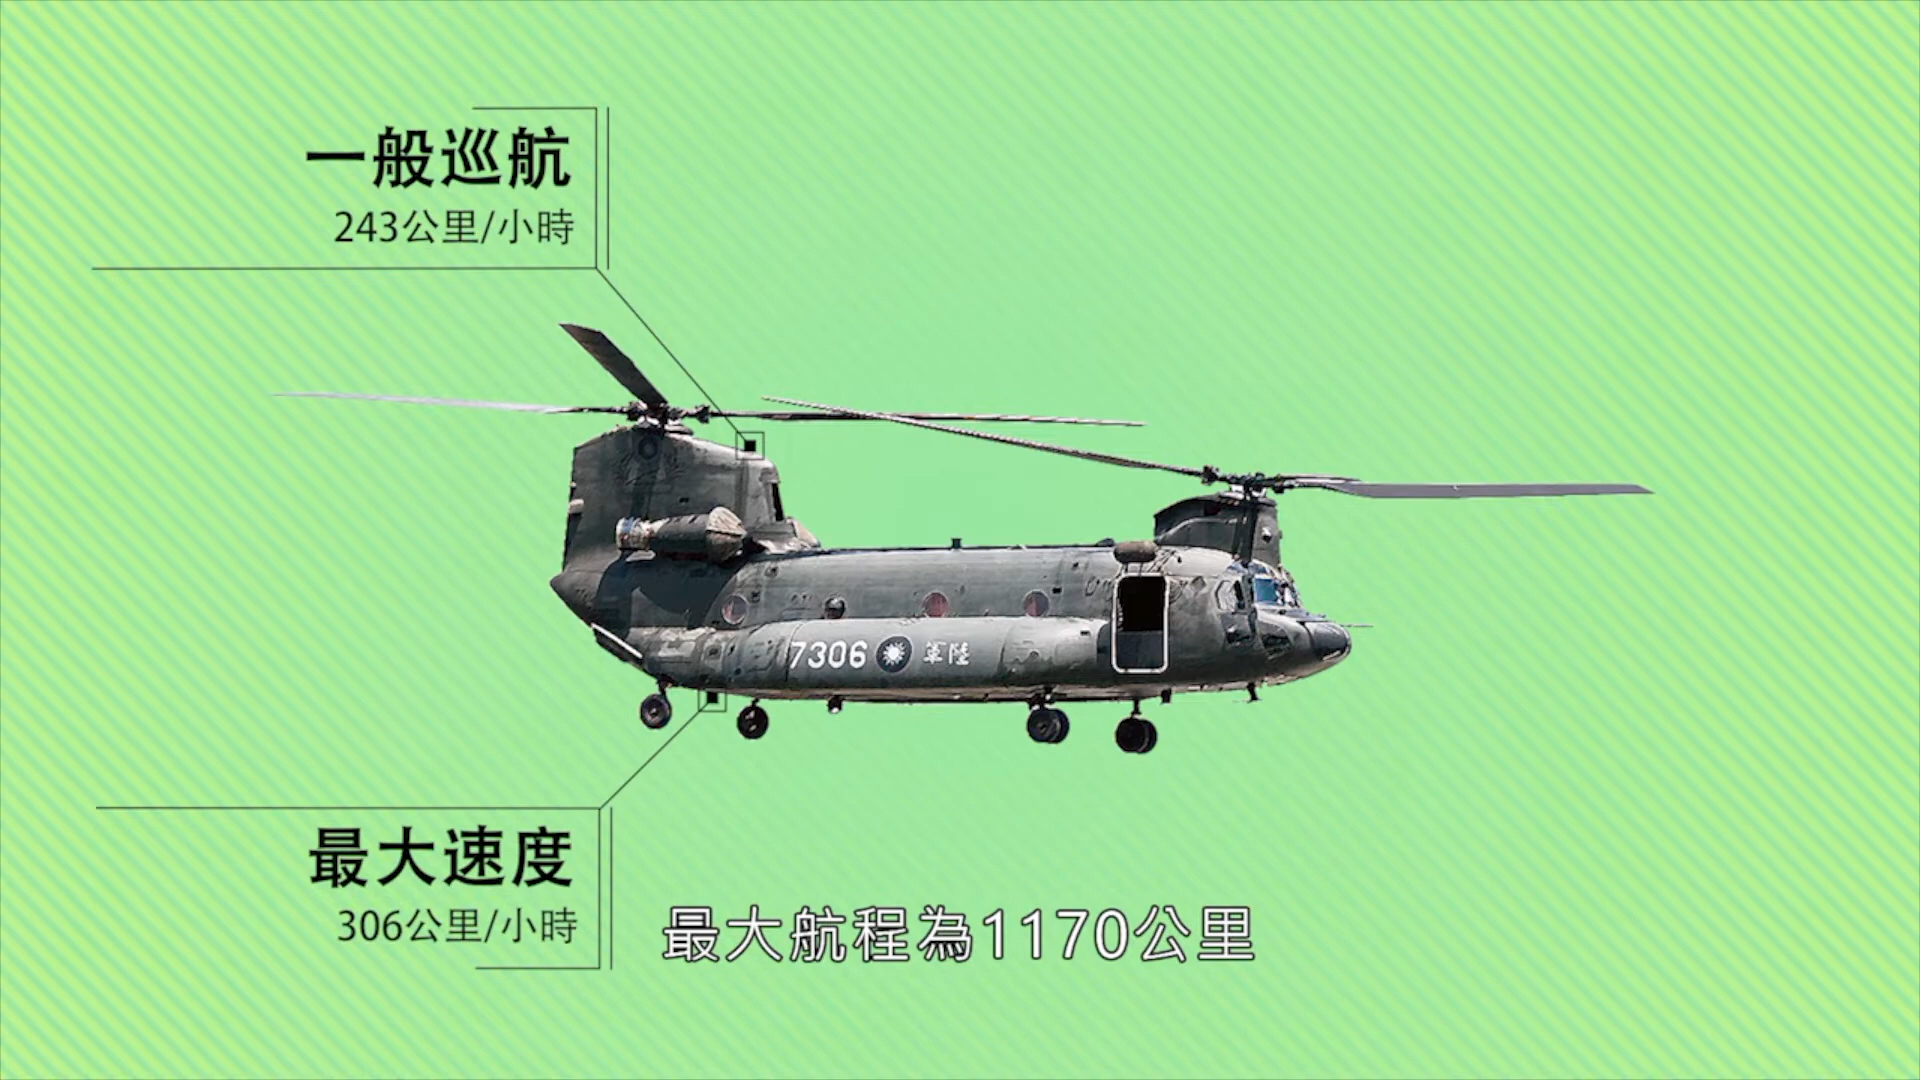 一般巡航
243公里/小時
7306 軍陸
最大速度
306公里/小時
最大航程為1170公里